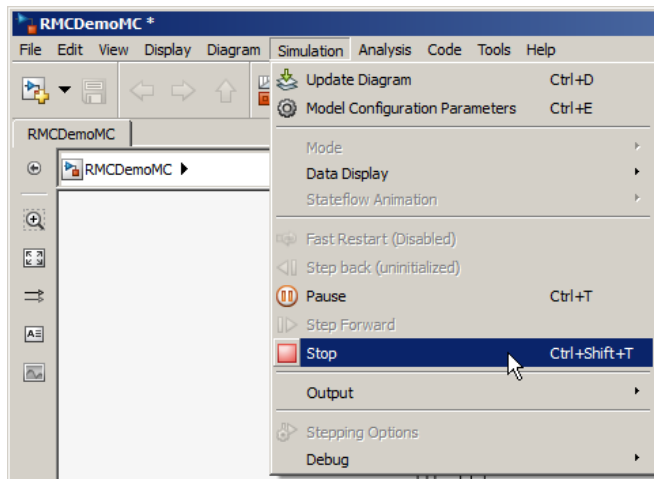 RMCDemoMC *
File Edit View Display Diagram Simulation Analysis Code Tools Help
Update Diagram Ctrl+D
Model Configuration Parameters Ctrl+E
RMCDemoMC
Mode
RMCDemoMC
Data Display
Stateflow Animation
Fast Restart (Disabled)
Step back (uninitialized)
Pause Ctrl+T
Step Forward
Stop Ctrl+Shift+T
Output
Stepping Options
Debug